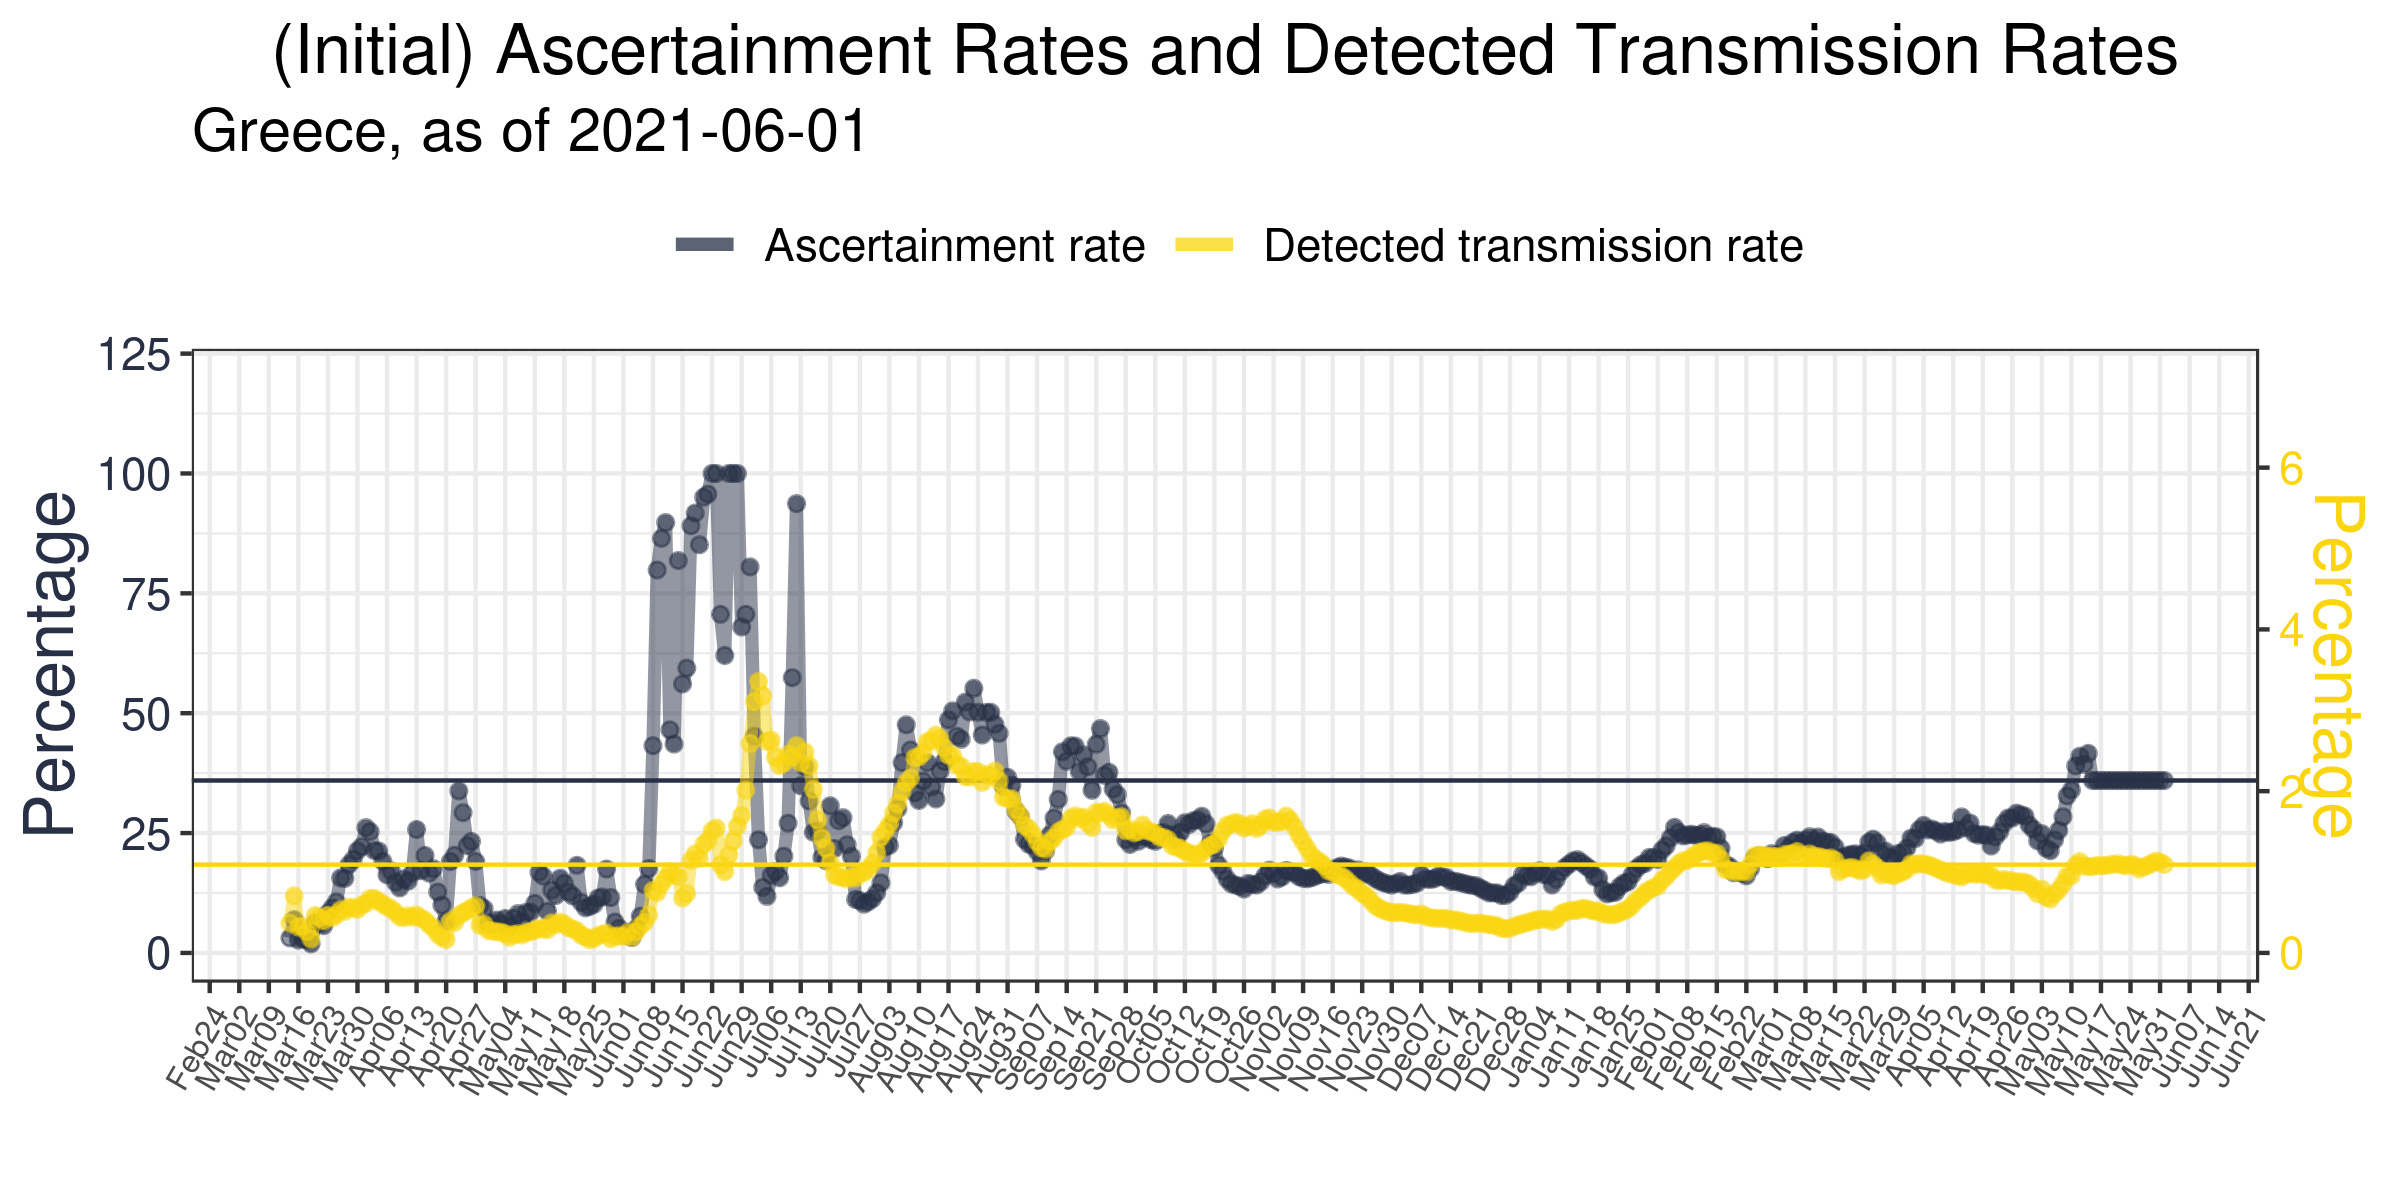 (Initial) Ascertainment Rates and Detected Transmission Rates
Greece, as of 2021-06-01
Ascertainment rate Detected transmission rate
125
100
75
50
25
0
Percentage
6
4
2
0
Percentage
Feb24 Mar02 Mar09 Mar16 Mar23 Mar30 Apr06 Apr13 Apr20 Apr27 May04 May11 May18 May25 Jun01 Jun08 Jun15 Jun22 Jun29 Jul06 Jul13 Jul20 Jul27 Aug03 Aug10 Aug17 Aug24 Aug31 Sep07 Sep14 Sep21 Sep28 Oct05 Oct12 Oct19 Oct26 Nov02 Nov09 Nov16 Nov23 Nov30 Dec07 Dec14 Dec21 Dec28 Jan04 Jan11 Jan18 Jan25 Feb01 Feb08 Feb15 Feb22 Mar01 Mar08 Mar15 Mar22 Mar29 Apr05 Apr12 Apr19 Apr26 May03 May10 May17 May24 May31 Jun07 Jun14 Jun21